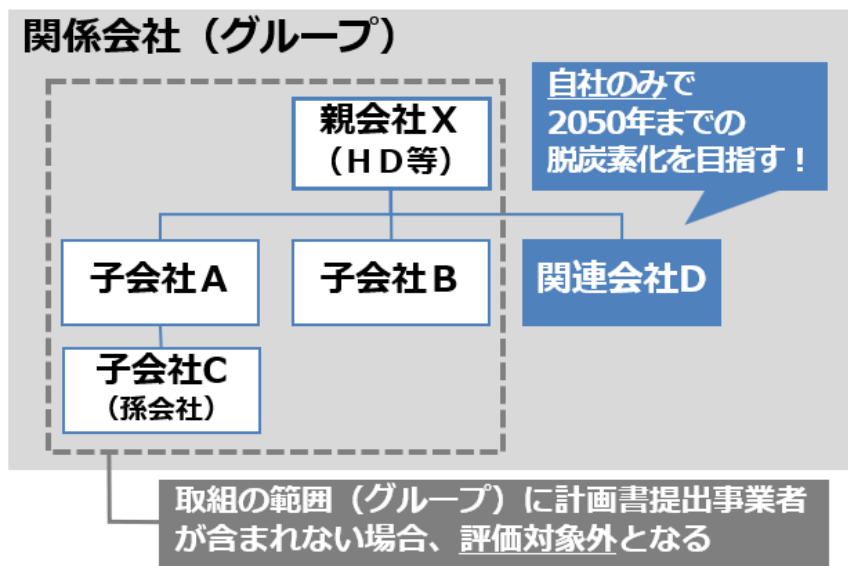 関係会社（グループ）
親会社Ｘ
（ＨＤ等）
自社のみで
2050年までの
脱炭素化を目指す！
子会社Ａ
子会社Ｂ
関連会社D
子会社C
（孫会社）
取組の範囲（グループ）に計画書提出事業者
が含まれない場合、評価対象外となる